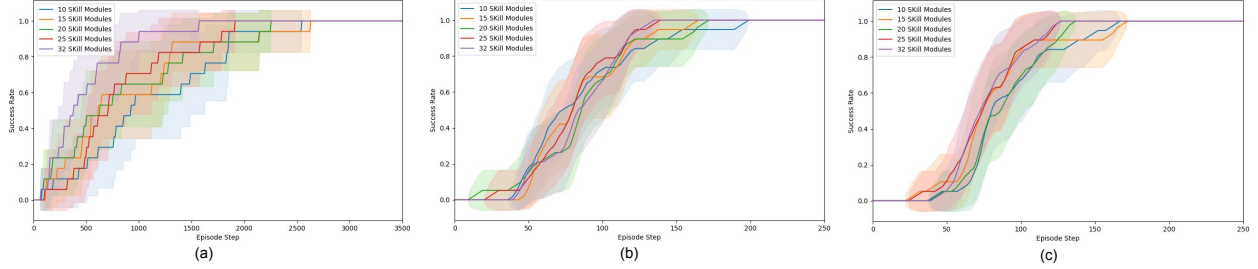 10 SKill Modules
15 SKill Modules
20 SKill Modules
25 SKill Modules
32 SKill Modules
Success Rate
1.0
0.8
0.6
0.4
0.2
0.0
0 500 1000 1500 2000 2500 3000 3500
Episode Step
(a)
10 SKill Modules
15 SKill Modules
20 SKill Modules
25 SKill Modules
32 SKill Modules
Success Rate
1.0
0.8
0.6
0.4
0.2
0.0
0 50 100 150 200 250
Episode Step
(b)
10 SKill Modules
15 SKill Modules
20 SKill Modules
25 SKill Modules
32 SKill Modules
Success Rate
1.0
0.8
0.6
0.4
0.2
0.0
0 50 100 150 200 250
Episode Step
(c)